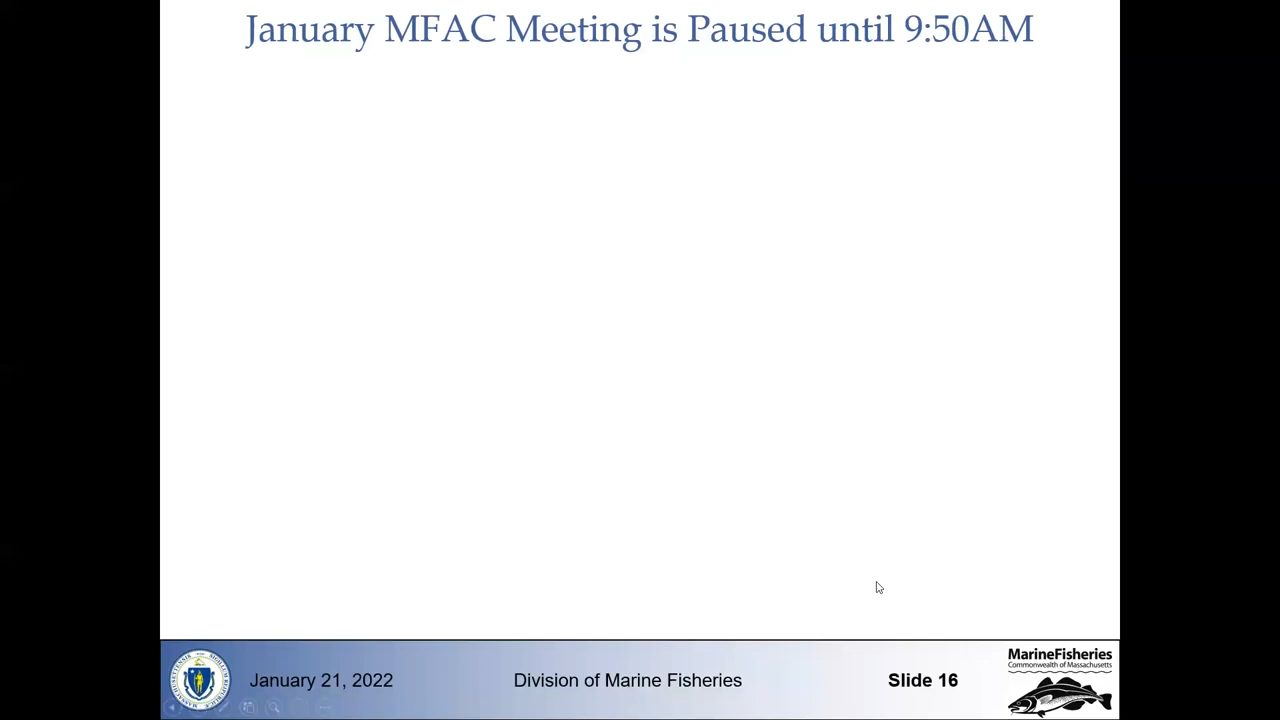 January MFAC Meeting is Paused until 9:50AM
January 21, 2022
Division of Marine Fisheries
Slide 16
MarineFisheries
Commonwealth of Massachusetts